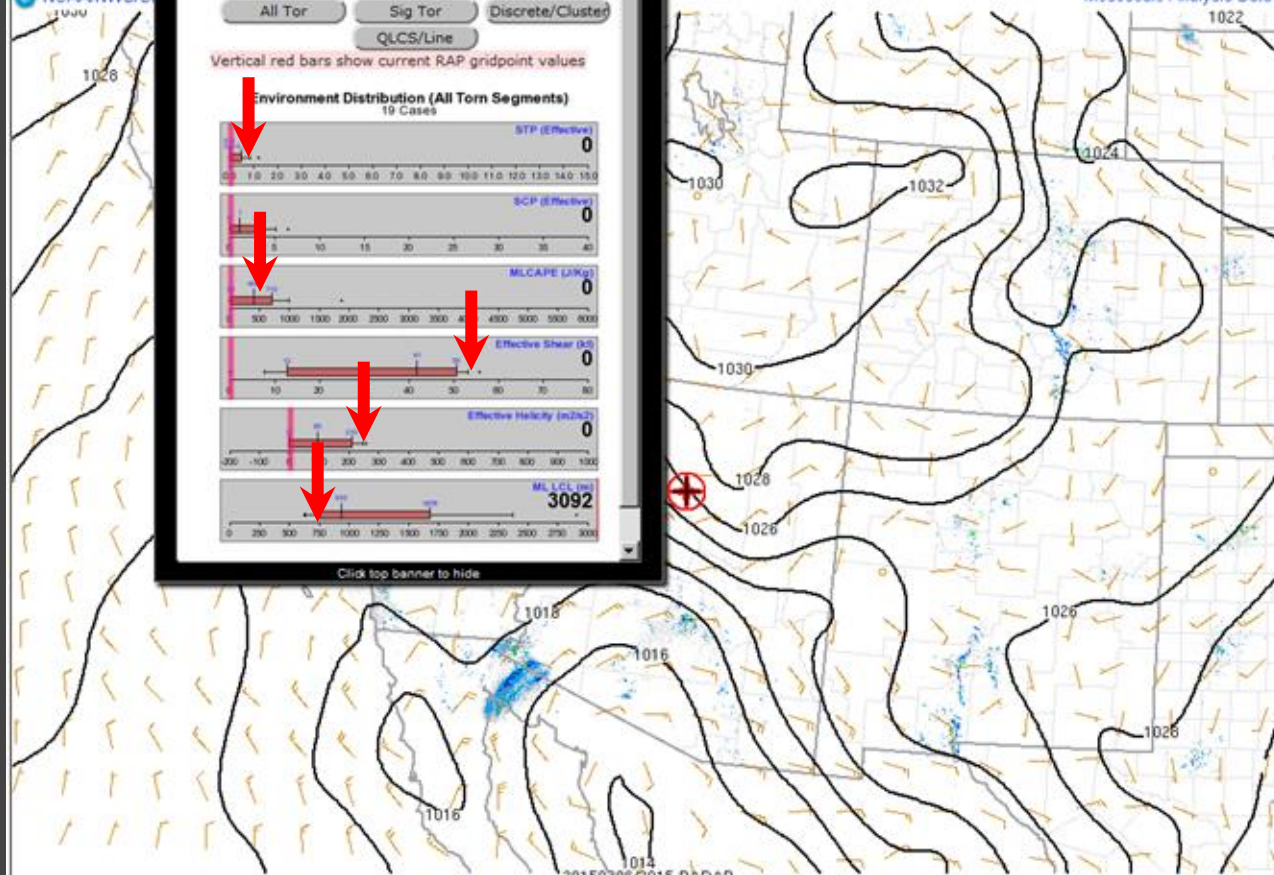 1030
1022
1028
All Tor
Sig Tor
Discrete/Cluster
QLCS/Line
Vertical red bars show current RAP gridpoint values
Environment Distribution (All Torn Segments)
19 Cases
STP (Effective)
0
1.0 2.0 3.0 4.0 5.0 6.0 7.0 8.0 9.0 10.0 11.0 12.0 13.0 14.0 15.0
1024
1030
1032
SCP (Effective)
0
5 10 15 20 25 30 35 40
MLCAPE (J/Kg)
0
500 1000 1500 2000 2500 3000 3500 4000 4500 5000 5500 6000
Effective Shear (kt)
0
10 20 30 40 50 60 70 80
1030
Effective Helicity (m2/s2)
0
-200 -100 100 200 300 400 500 600 700 800 900 1000
ML LCL (m)
3092
0 250 500 750 1000 1250 1500 1750 2000 2250 2500 2750 3000
1028
1026
Click top banner to hide
1018
1026
1016
1028
1016
1014